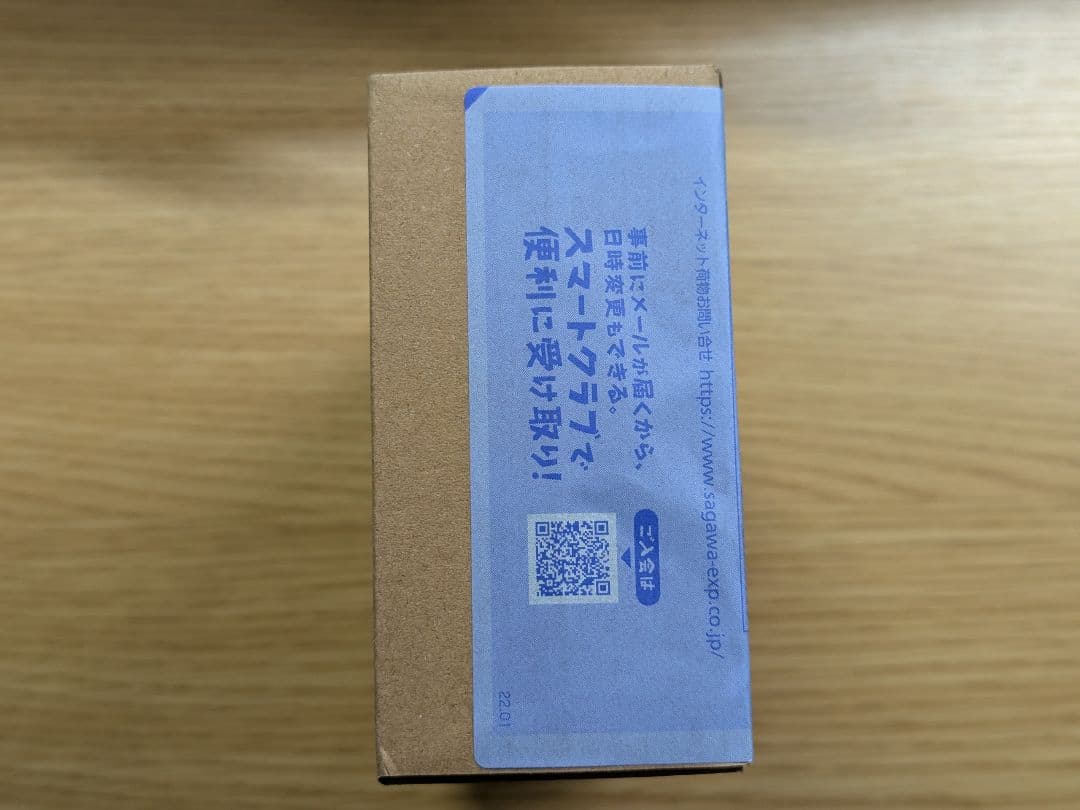 インターネット荷物お問い合せ https://www.sagawa-exp.co.jp/
事前にメールが届くから、
日時変更もできる。
スマートクラブで
便利に受け取り!
ご入会は
22.01